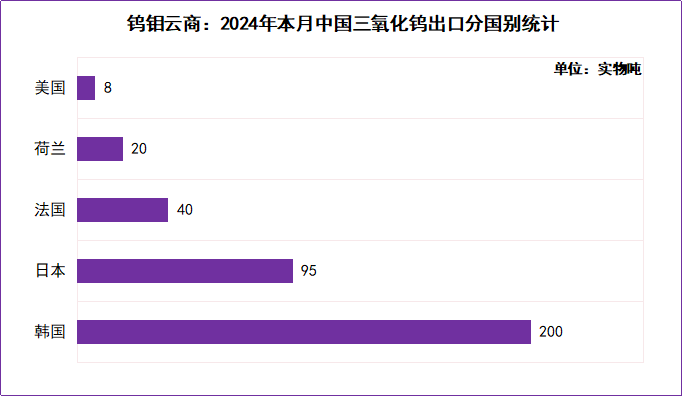 钨钼云商：2024年本月中国三氧化钨出口分国别统计
单位：实物吨
美国 8
荷兰 20
法国 40
日本 95
韩国 200